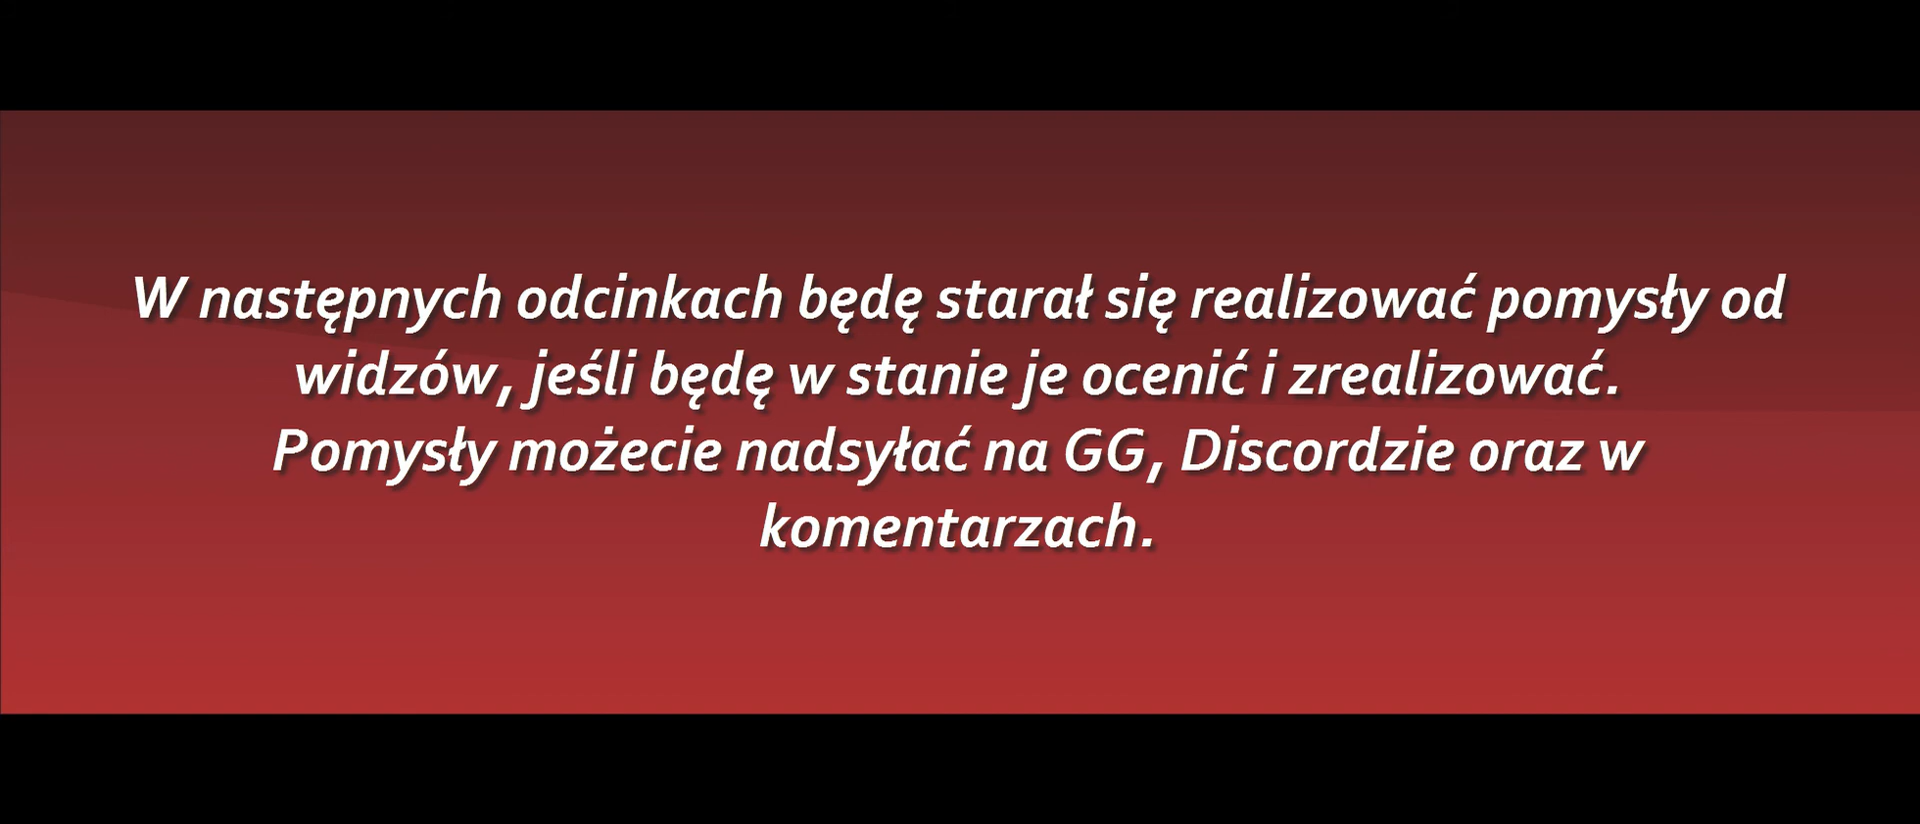 W następnych odcinkach będę starał się realizować pomysły od
widzów, jeśli będę w stanie je ocenić i zrealizować.
Pomysły możecie nadsyłać na GG, Discordzie oraz w
komentarzach.